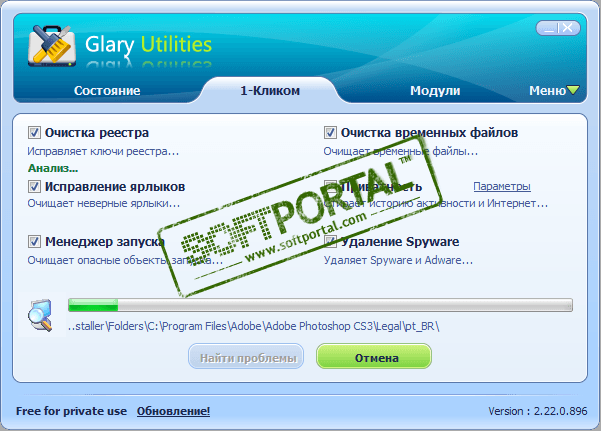 Glary Utilities
Состояние
1-Кликом
Модули
Меню
Очистка реестра
Исправляет ключи реестра...
Анализ...
Очистка временных файлов
Очищает временные файлы...
Исправление ярлыков
Очищает неверные ярлыки...
Приватность
Параметры
Стирает историю активности и Интернет...
Менеджер запуска
Очищает опасные объекты запуска...
Удаление Spyware
Удаляет Spyware и Adware...
SOFTPORTAL™
www.softportal.com
..staller\Folders\C:\Program Files\Adobe\Adobe Photoshop CS3\Legal\pt_BR\
Найти проблемы
Отмена
Free for private use
Обновление!
Version : 2.22.0.896